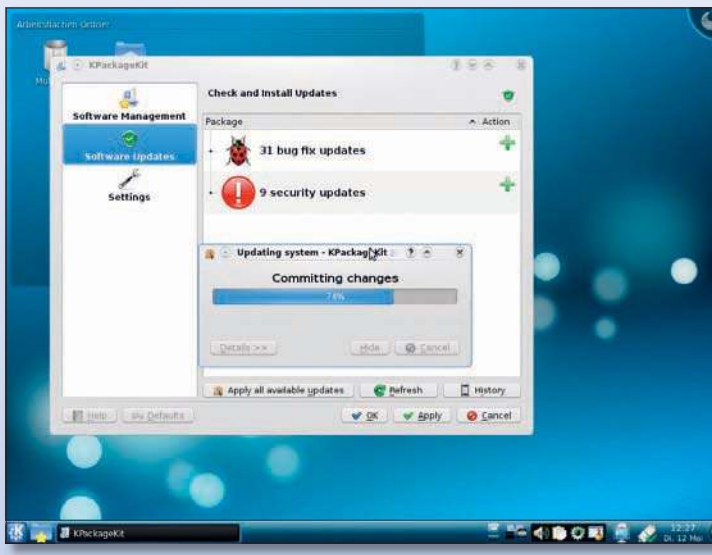 Arbeitsflächen-Ordner
KPackageKit
Check and Install Updates
Software Management
Package
Action
31 bug fix updates
Software Updates
Settings
9 security updates
Updating system - KPackageKit
Committing changes
74%
Details >>
Hide
Cancel
Apply all available updates
Refresh
History
Help
Defaults
OK
Apply
Cancel
KPackageKit
12:27
Di. 12 Mai